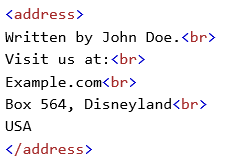 <address>
Written by John Doe.<br>
Visit us at:<br>
Example.com<br>
Box 564, Disneyland<br>
USA
</address>